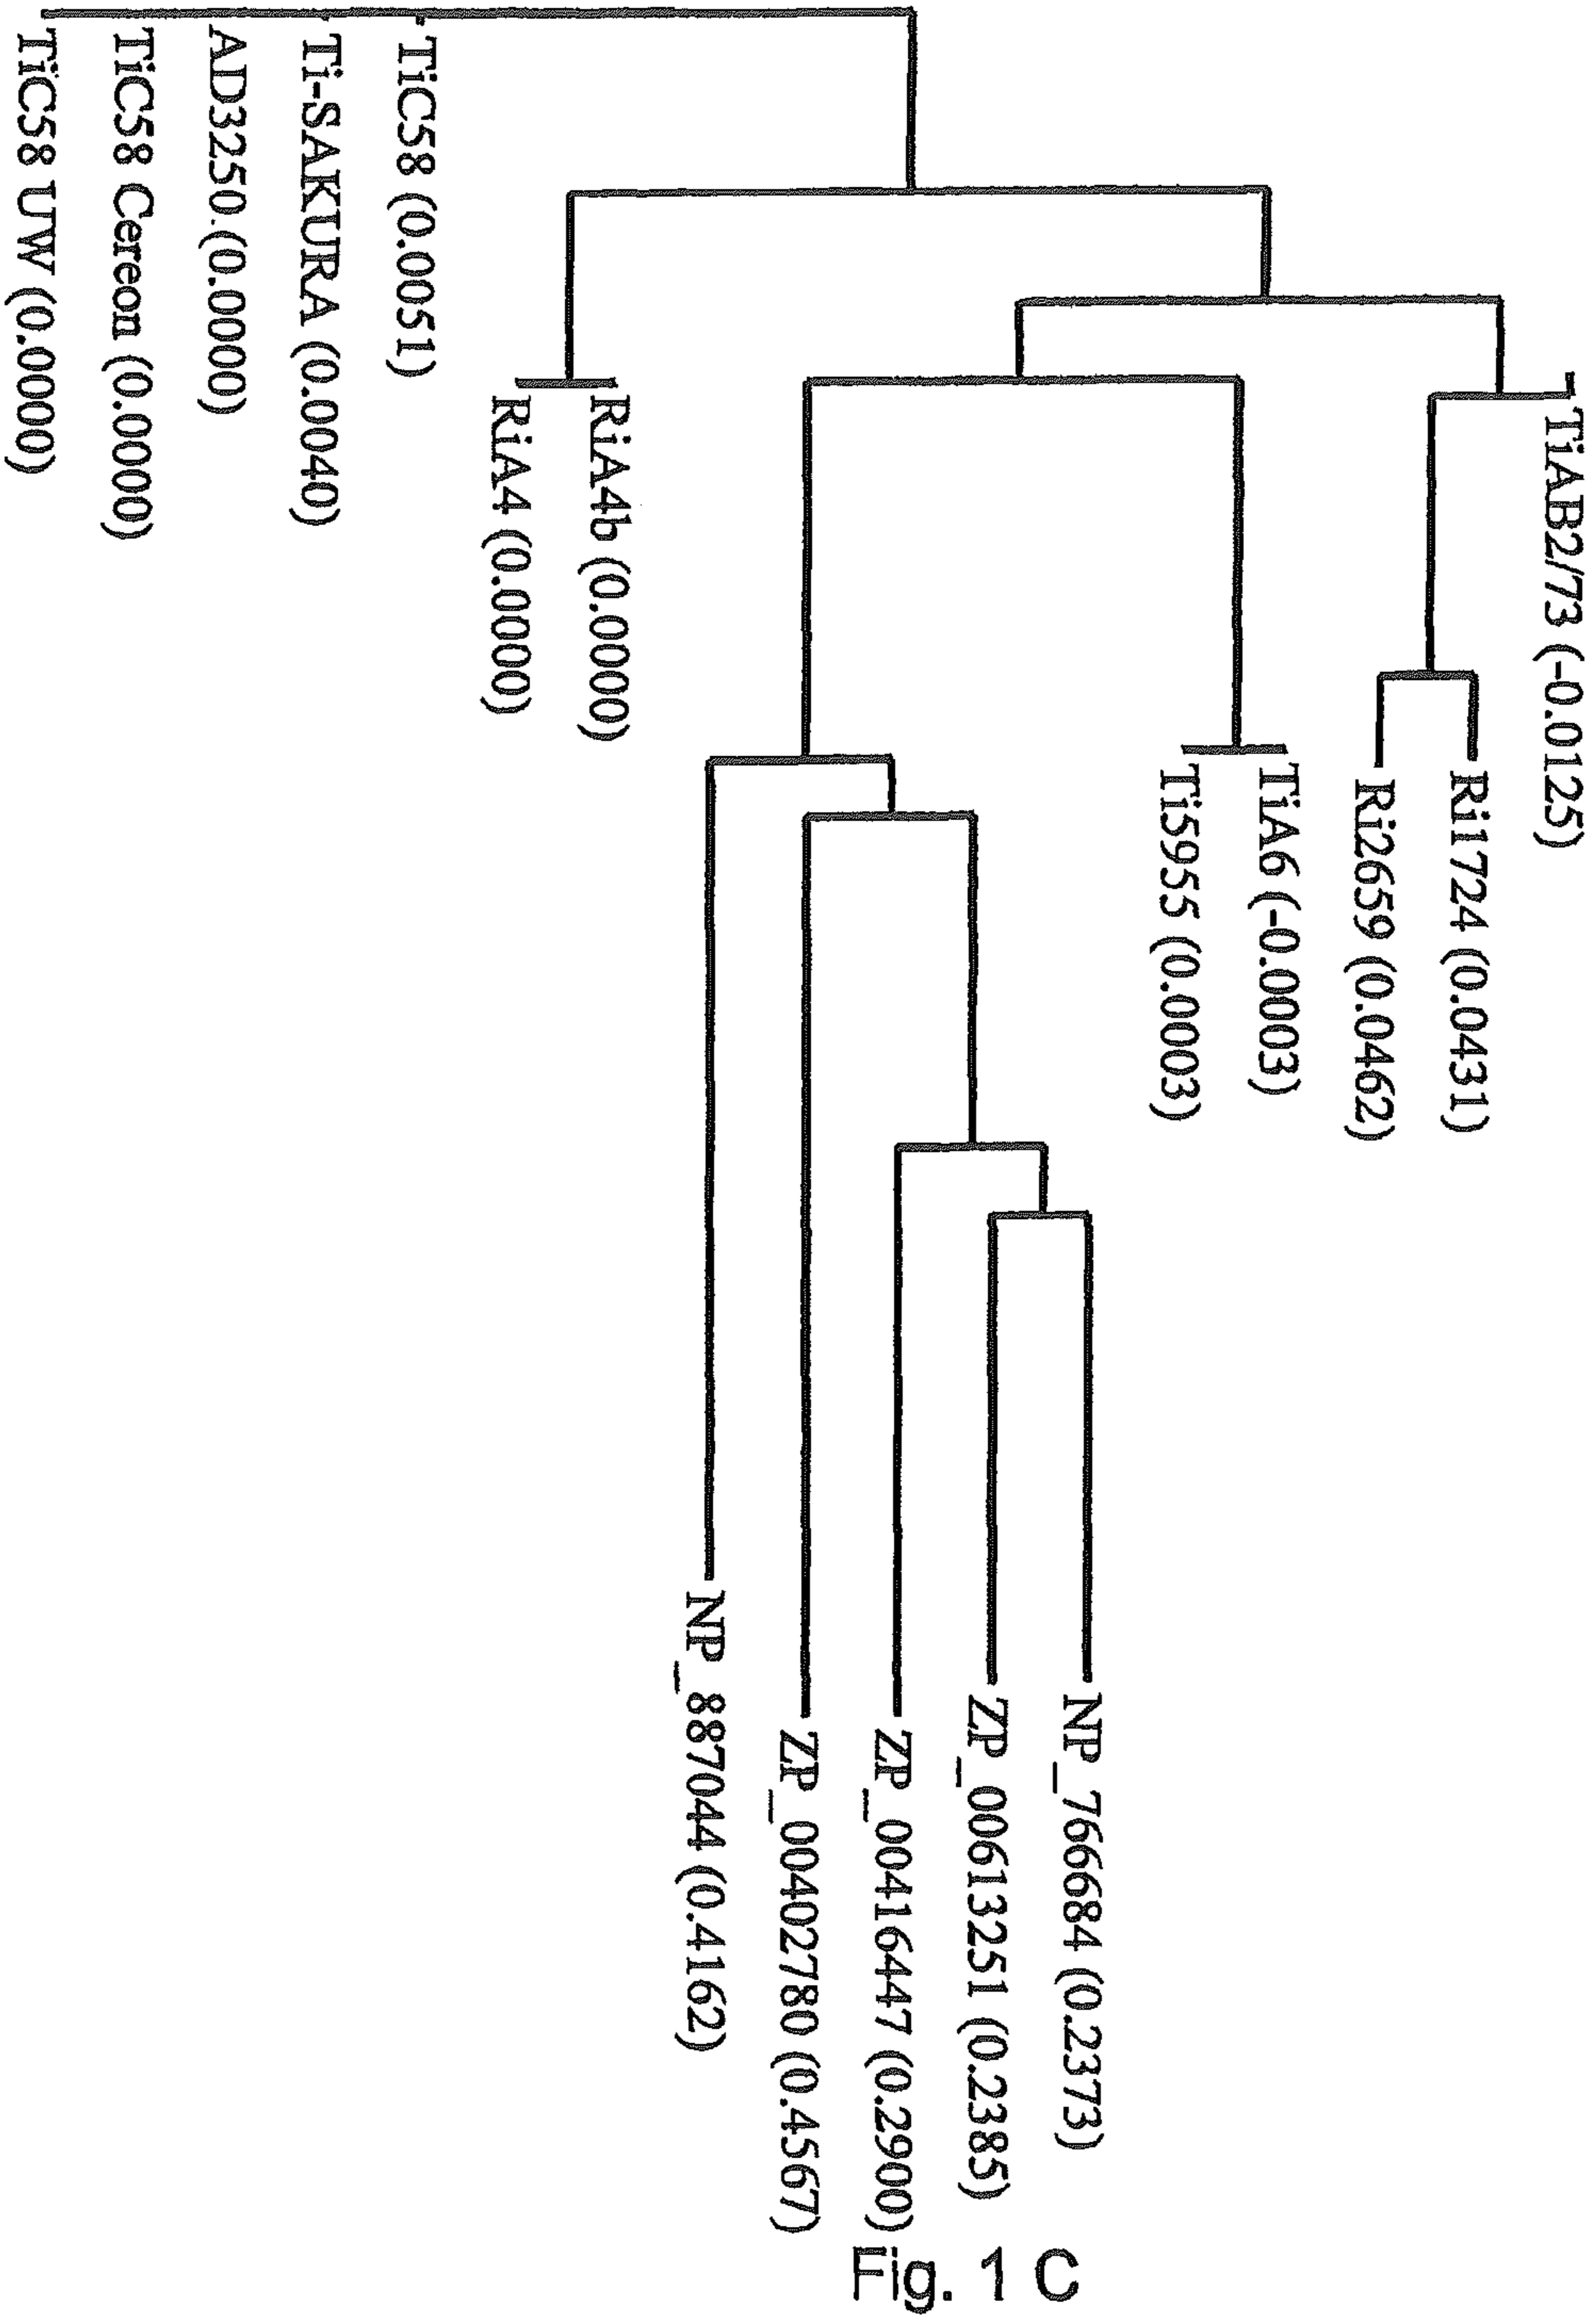 TiAB2/73 (-0.0125)
Ri1724 (0.0431)
Ri2659 (0.0462)
TiA6 (-0.0003)
Ti5955 (0.0003)
NP_766684 (0.2373)
ZP_00613251 (0.2385)
ZP_00416447 (0.2900)
ZP_00402780 (0.4567)
NP_887044 (0.4162)
RiA4b (0.0000)
RiA4 (0.0000)
TiC58 (0.0051)
Ti-SAKURA (0.0040)
AD3250 (0.0000)
TiC58 Cereon (0.0000)
TiC58 UW (0.0000)
Fig. 1 C